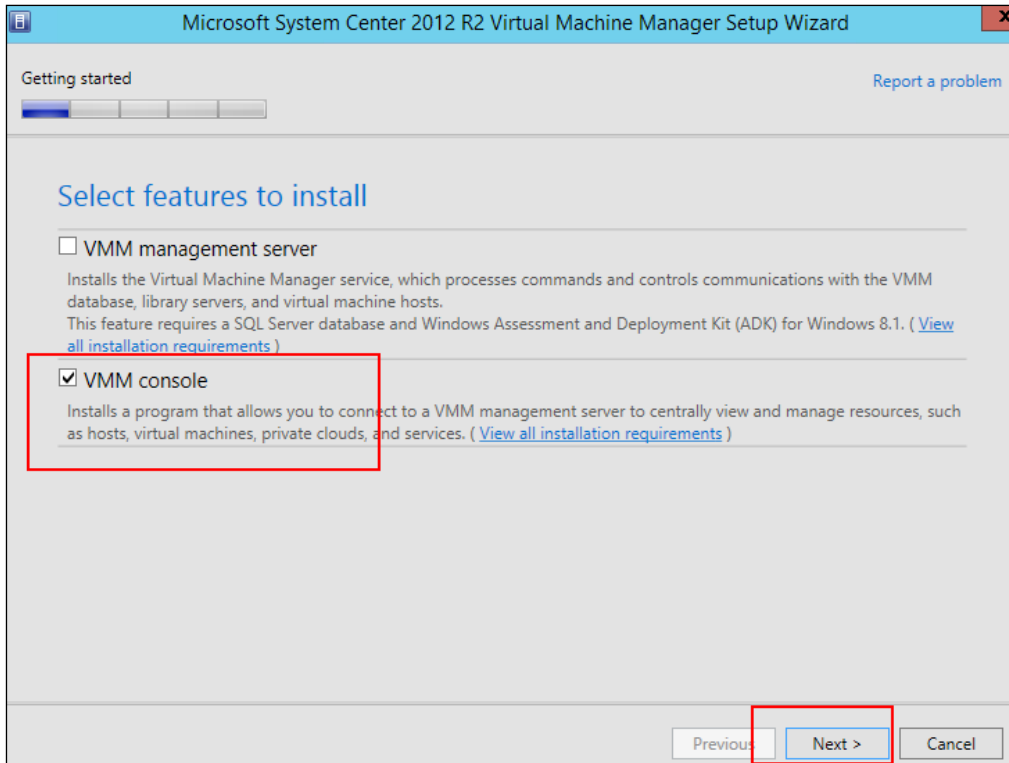 Microsoft System Center 2012 R2 Virtual Machine Manager Setup Wizard
x
Getting started
Report a problem
Select features to install
VMM management server
Installs the Virtual Machine Manager service, which processes commands and controls communications with the VMM
database, library servers, and virtual machine hosts.
This feature requires a SQL Server database and Windows Assessment and Deployment Kit (ADK) for Windows 8.1. ( View
all installation requirements )
VMM console
Installs a program that allows you to connect to a VMM management server to centrally view and manage resources, such
as hosts, virtual machines, private clouds, and services. ( View all installation requirements )
Previous
Next >
Cancel